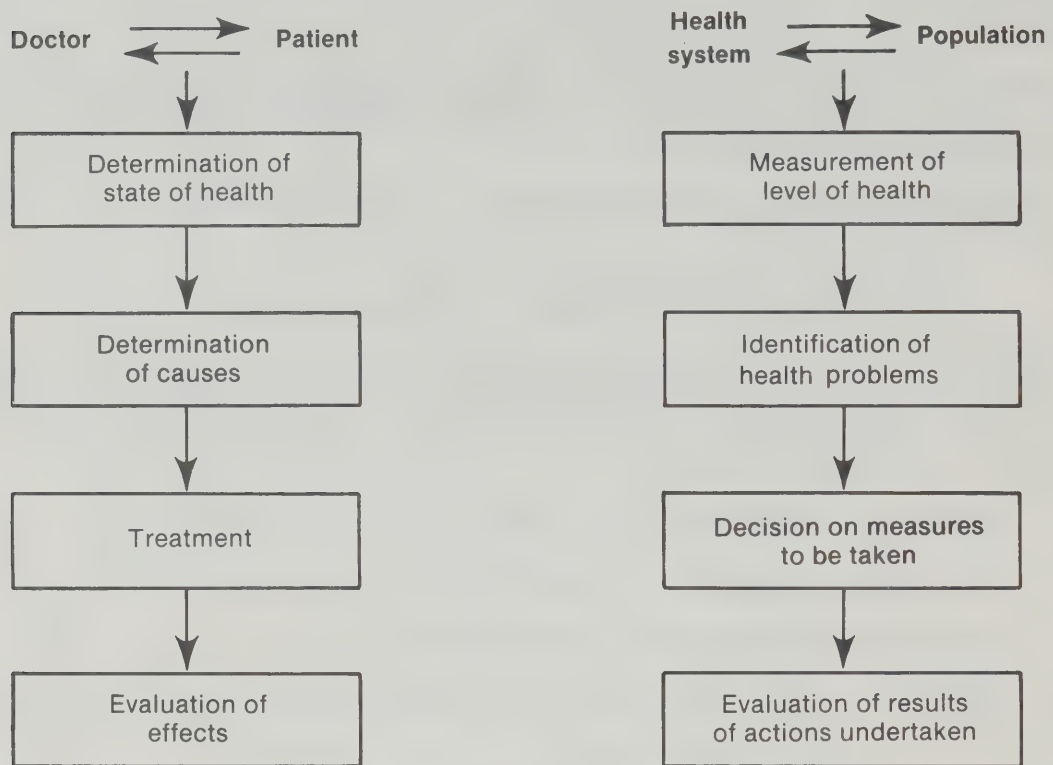 Doctor
Patient
Determination of
state of health
Determination
of causes
Treatment
Evaluation of
effects
Health
system
Population
Measurement of
level of health
Identification of
health problems
Decision on measures
to be taken
Evaluation of results
of actions undertaken